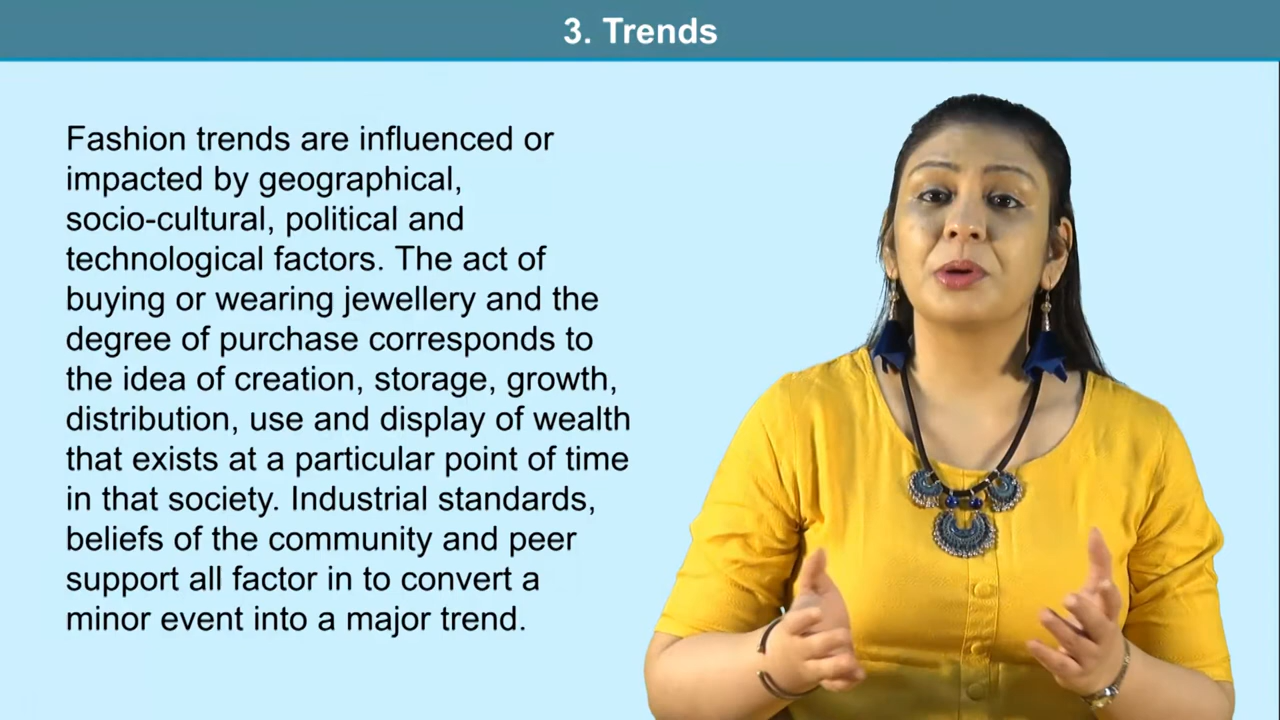 3. Trends
Fashion trends are influenced or
impacted by geographical,
socio-cultural, political and
technological factors. The act of
buying or wearing jewellery and the
degree of purchase corresponds to
the idea of creation, storage, growth,
distribution, use and display of wealth
that exists at a particular point of time
in that society. Industrial standards,
beliefs of the community and peer
support all factor in to convert a
minor event into a major trend.